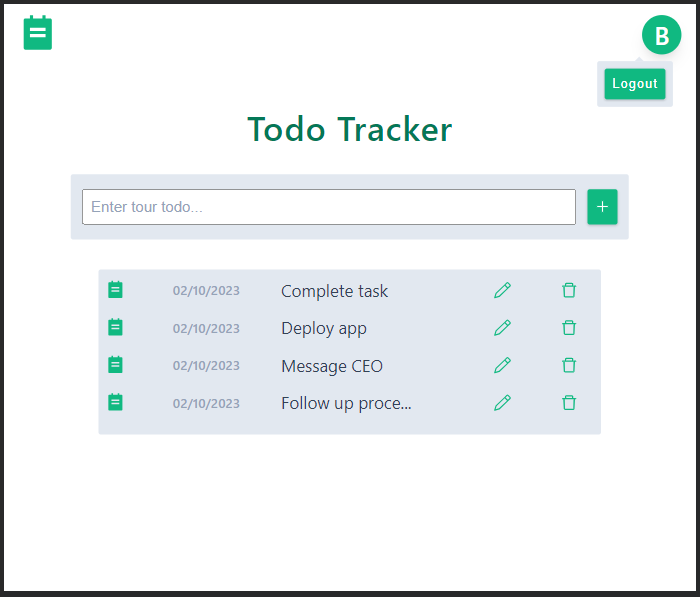 B
Logout
Todo Tracker
Enter tour todo...
+
02/10/2023 Complete task
02/10/2023 Deploy app
02/10/2023 Message CEO
02/10/2023 Follow up proce...